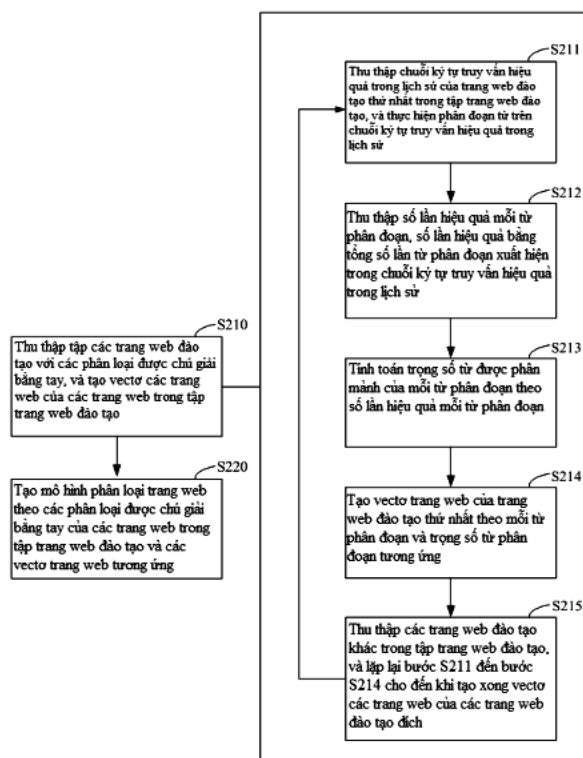 S210
Thu thập tập các trang web đào
tạo với các phân loại được chú giải
bằng tay, và tạo vectơ các trang
web của các trang web trong tập
trang web đào tạo
S220
Tạo mô hình phân loại trang web
theo các phân loại được chú giải
bằng tay của các trang web trong
tập trang web đào tạo và các
vectơ trang web tương ứng
S211
Thu thập chuỗi ký tự truy vấn hiệu
quả trong lịch sử của trang web đào
tạo thứ nhất trong tập trang web đào
tạo, và thực hiện phân đoạn từ trên
chuỗi ký tự truy vấn hiệu quả trong
lịch sử
S212
Thu thập số lần hiệu quả mỗi từ
phân đoạn, số lần hiệu quả bằng
tổng số lần từ phân đoạn xuất hiện
trong chuỗi ký tự truy vấn hiệu quả
trong lịch sử
S213
Tính toán trọng số từ được phân
mảnh của mỗi từ phân đoạn theo
số lần hiệu quả mỗi từ phân đoạn
S214
Tạo vectơ trang web của trang
web đào tạo thứ nhất theo mỗi từ
phân đoạn và trọng số từ phân
đoạn tương ứng
S215
Thu thập các trang web đào tạo
khác trong tập trang web đào tạo,
và lặp lại bước S211 đến bước
S214 cho đến khi tạo xong vectơ
các trang web của các trang web
đào tạo đích